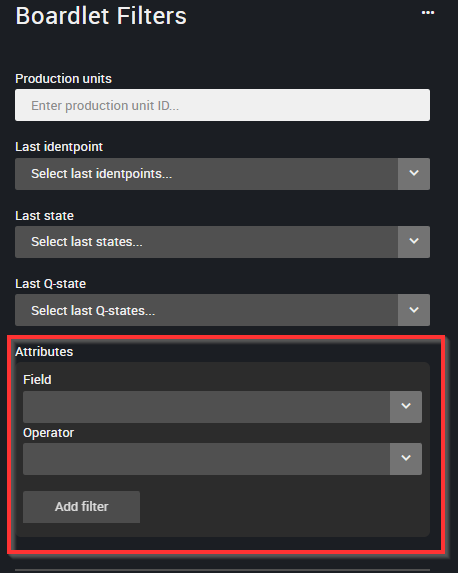 Boardlet Filters
Production units
Enter production unit ID...
Last identpoint
Select last identpoints...
Last state
Select last states...
Last Q-state
Select last Q-states...
Attributes
Field
Operator
Add filter